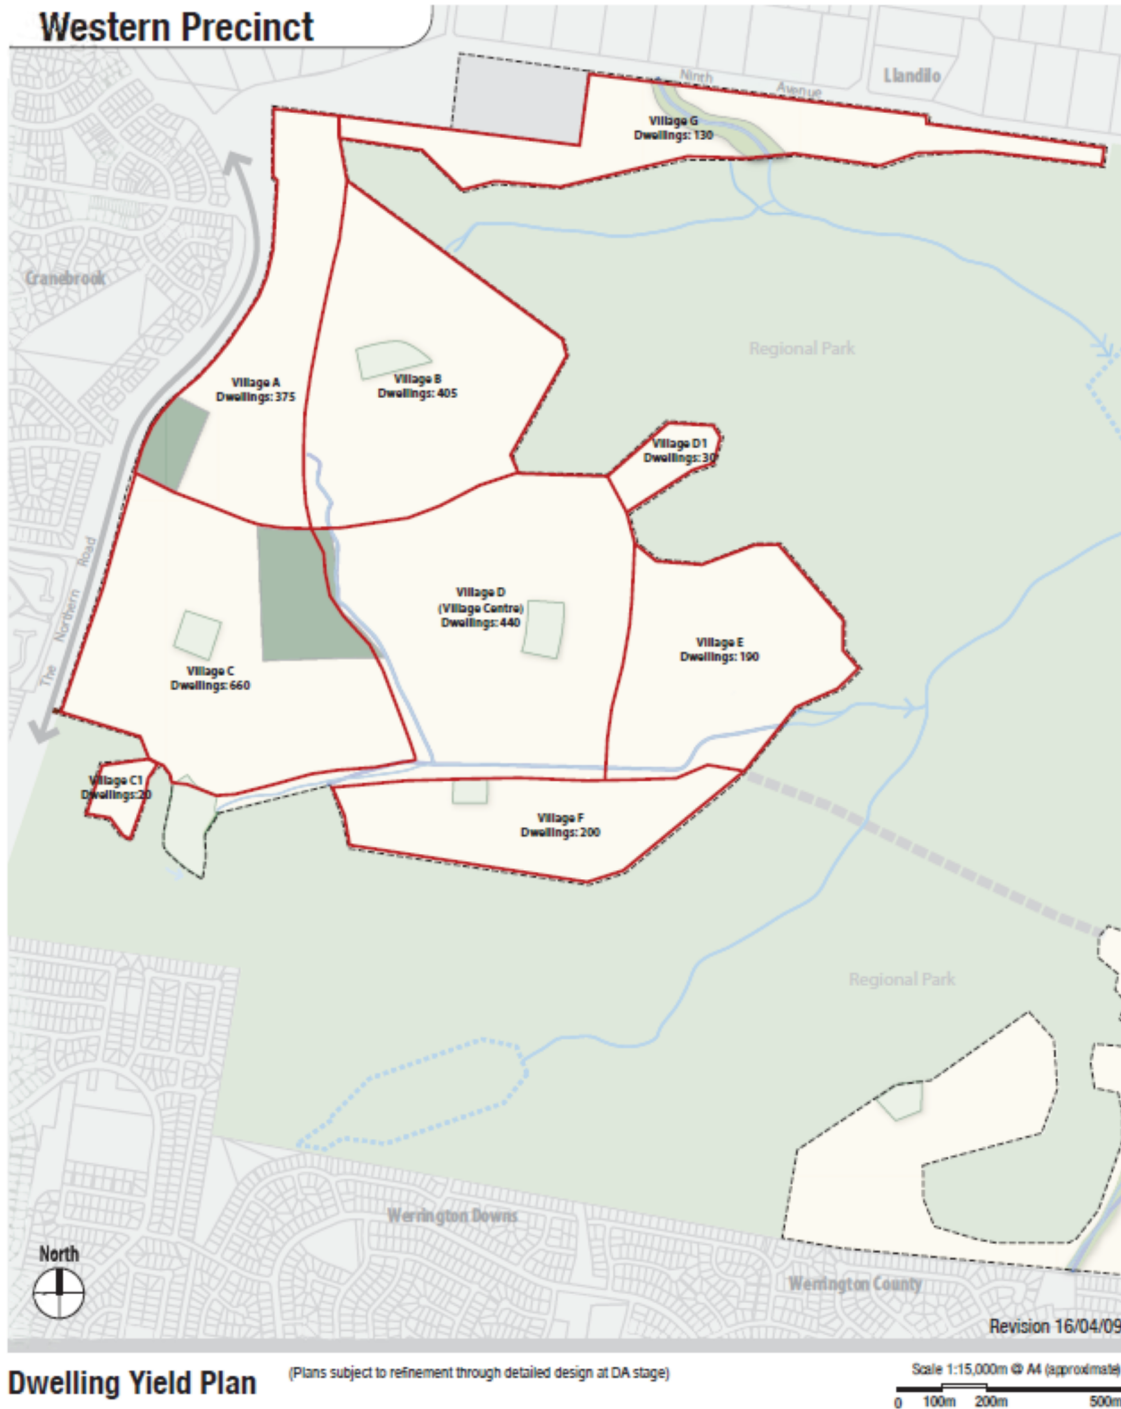 Western Precinct
Llandilo
Ninth Avenue
Village G
Dwellings: 130
Cranebrook
Regional Park
Village A
Dwellings: 375
Village B
Dwellings: 405
Village D1
Dwellings: 30
The Northern Road
Village D
(Village Centre)
Dwellings: 440
Village E
Dwellings: 190
Village C
Dwellings: 660
Village C1
Dwellings:20
Village F
Dwellings: 200
Regional Park
Werrington Downs
North
Werrington County
Revision 16/04/09
Dwelling Yield Plan
(Plans subject to refinement through detailed design at DA stage)
Scale 1:15,000m @ A4 (approximate)
0 100m 200m 500m